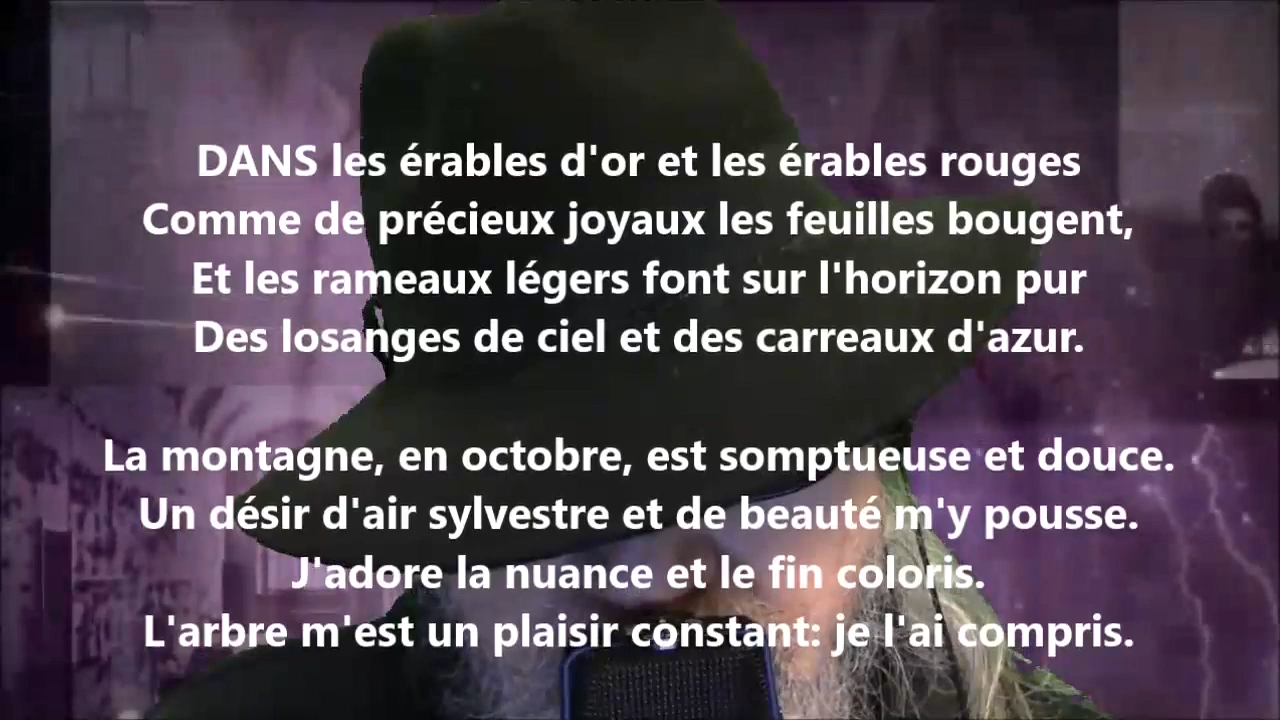 DANS les érables d'or et les érables rouges
Comme de précieux joyaux les feuilles bougent,
Et les rameaux légers font sur l'horizon pur
Des losanges de ciel et des carreaux d'azur.
La montagne, en octobre, est somptueuse et douce.
Un désir d'air sylvestre et de beauté m'y pousse.
J'adore la nuance et le fin coloris.
L'arbre m'est un plaisir constant: je l'ai compris.